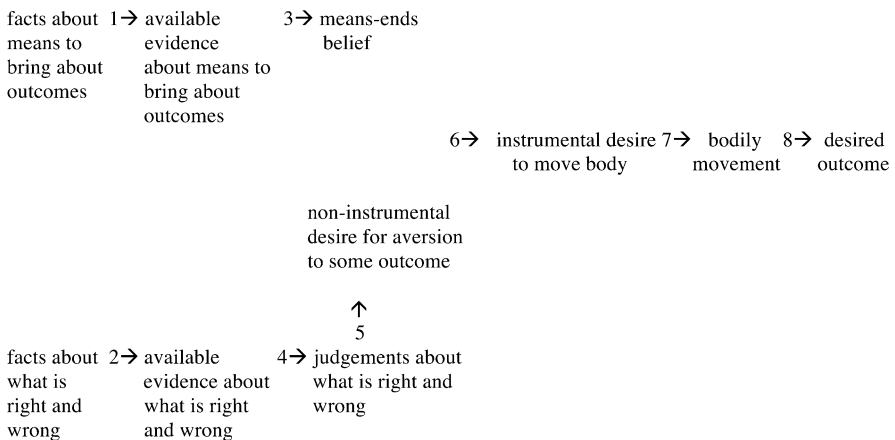 facts about 1→ available 3→ means-ends
means to evidence belief
bring about about means to
outcomes bring about
outcomes
6→ instrumental desire 7→ bodily 8→ desired
to move body movement outcome
non-instrumental
desire for aversion
to some outcome
↑
5
facts about 2→ available 4→ judgements about
what is evidence about what is right and
right and what is right wrong
wrong and wrong